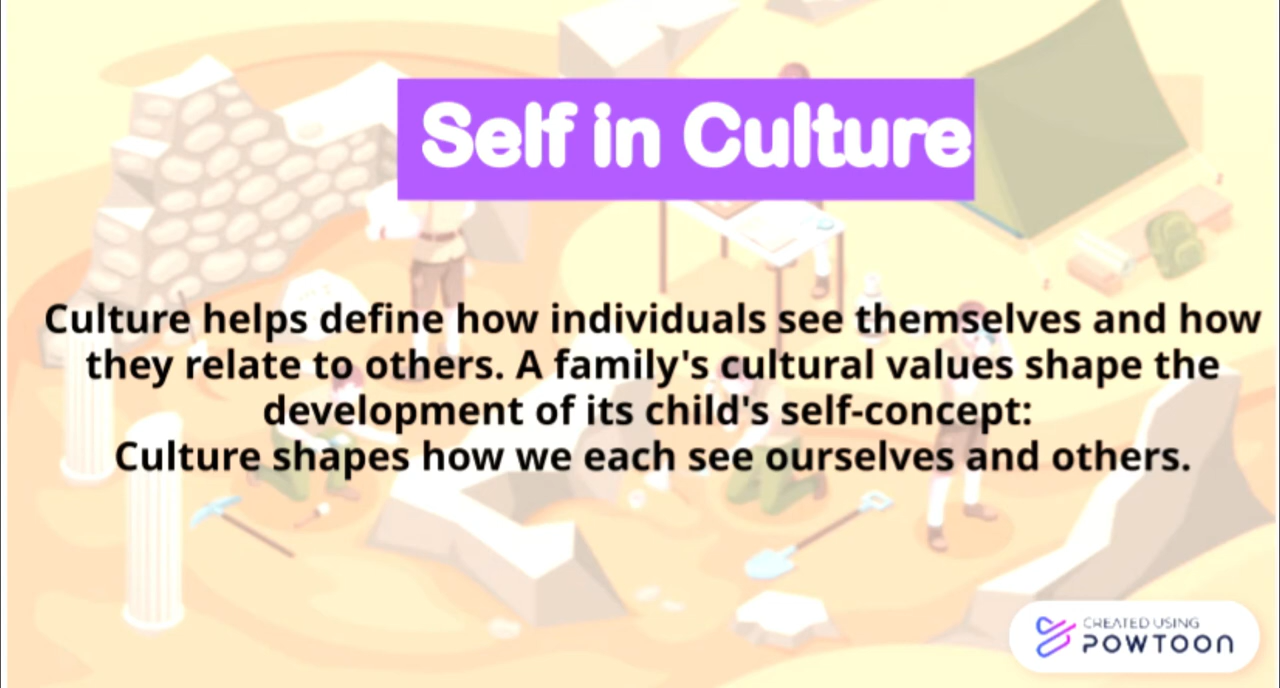 Self in Culture
Culture helps define how individuals see themselves and how
they relate to others. A family's cultural values shape the
development of its child's self-concept:
Culture shapes how we each see ourselves and others.
CREATED USING
POWTOON